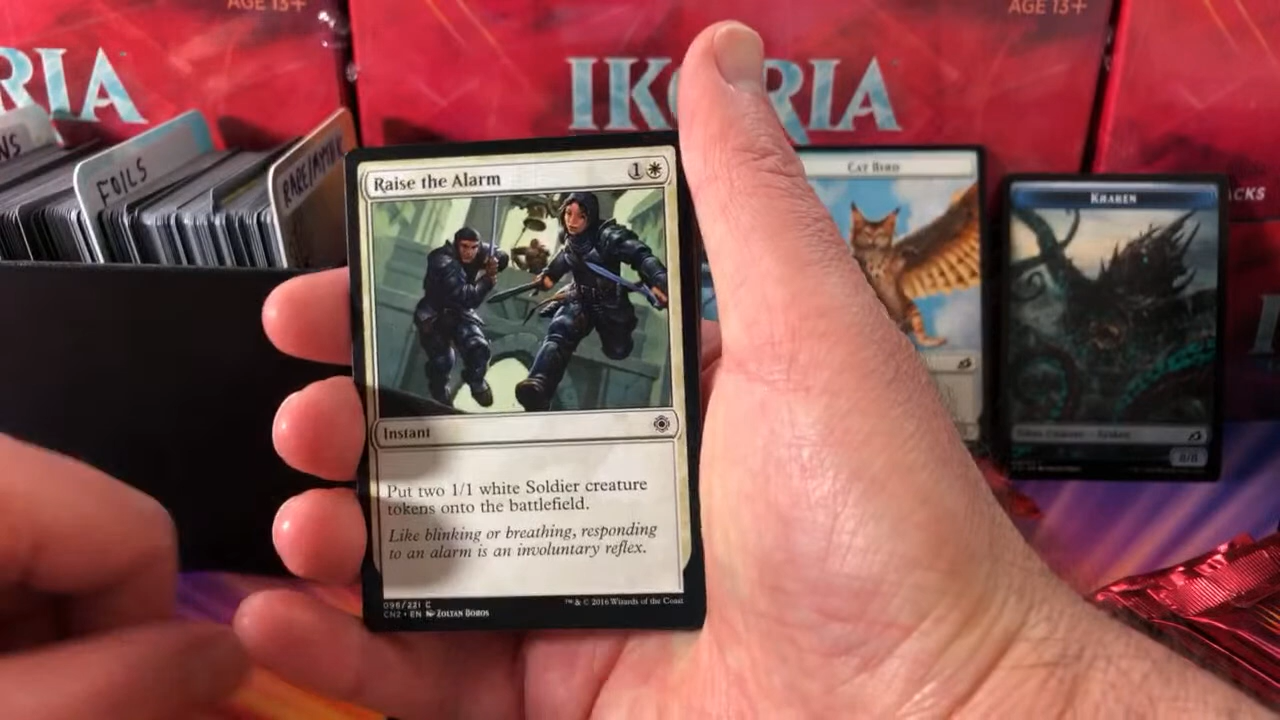 AGE 13+
AGE 13+
RIA
IKORIA
NS
FOILS
RARE/MYTHIC
CAT BIRD
KRAKEN
ACKS
Raise the Alarm
1
Instant
Put two 1/1 white Soldier creature
tokens onto the battlefield.
Like blinking or breathing, responding
to an alarm is an involuntary reflex.
8/8
098/221 C
CN2 • EN ZOLTAN BOROS
™ & © 2016 Wizards of the Coast